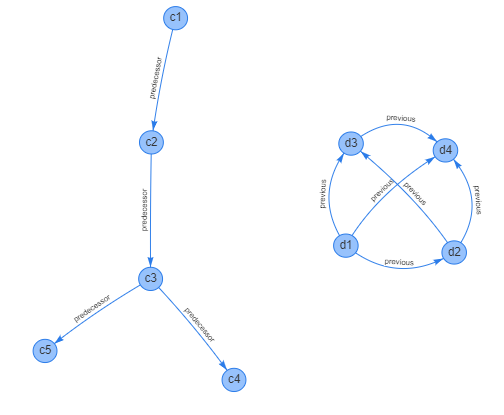 c1
predecessor
c2
predecessor
c3
predecessor
predecessor
c5
c4
previous
d3
d4
previous
previous
previous
previous
d1
d2
previous